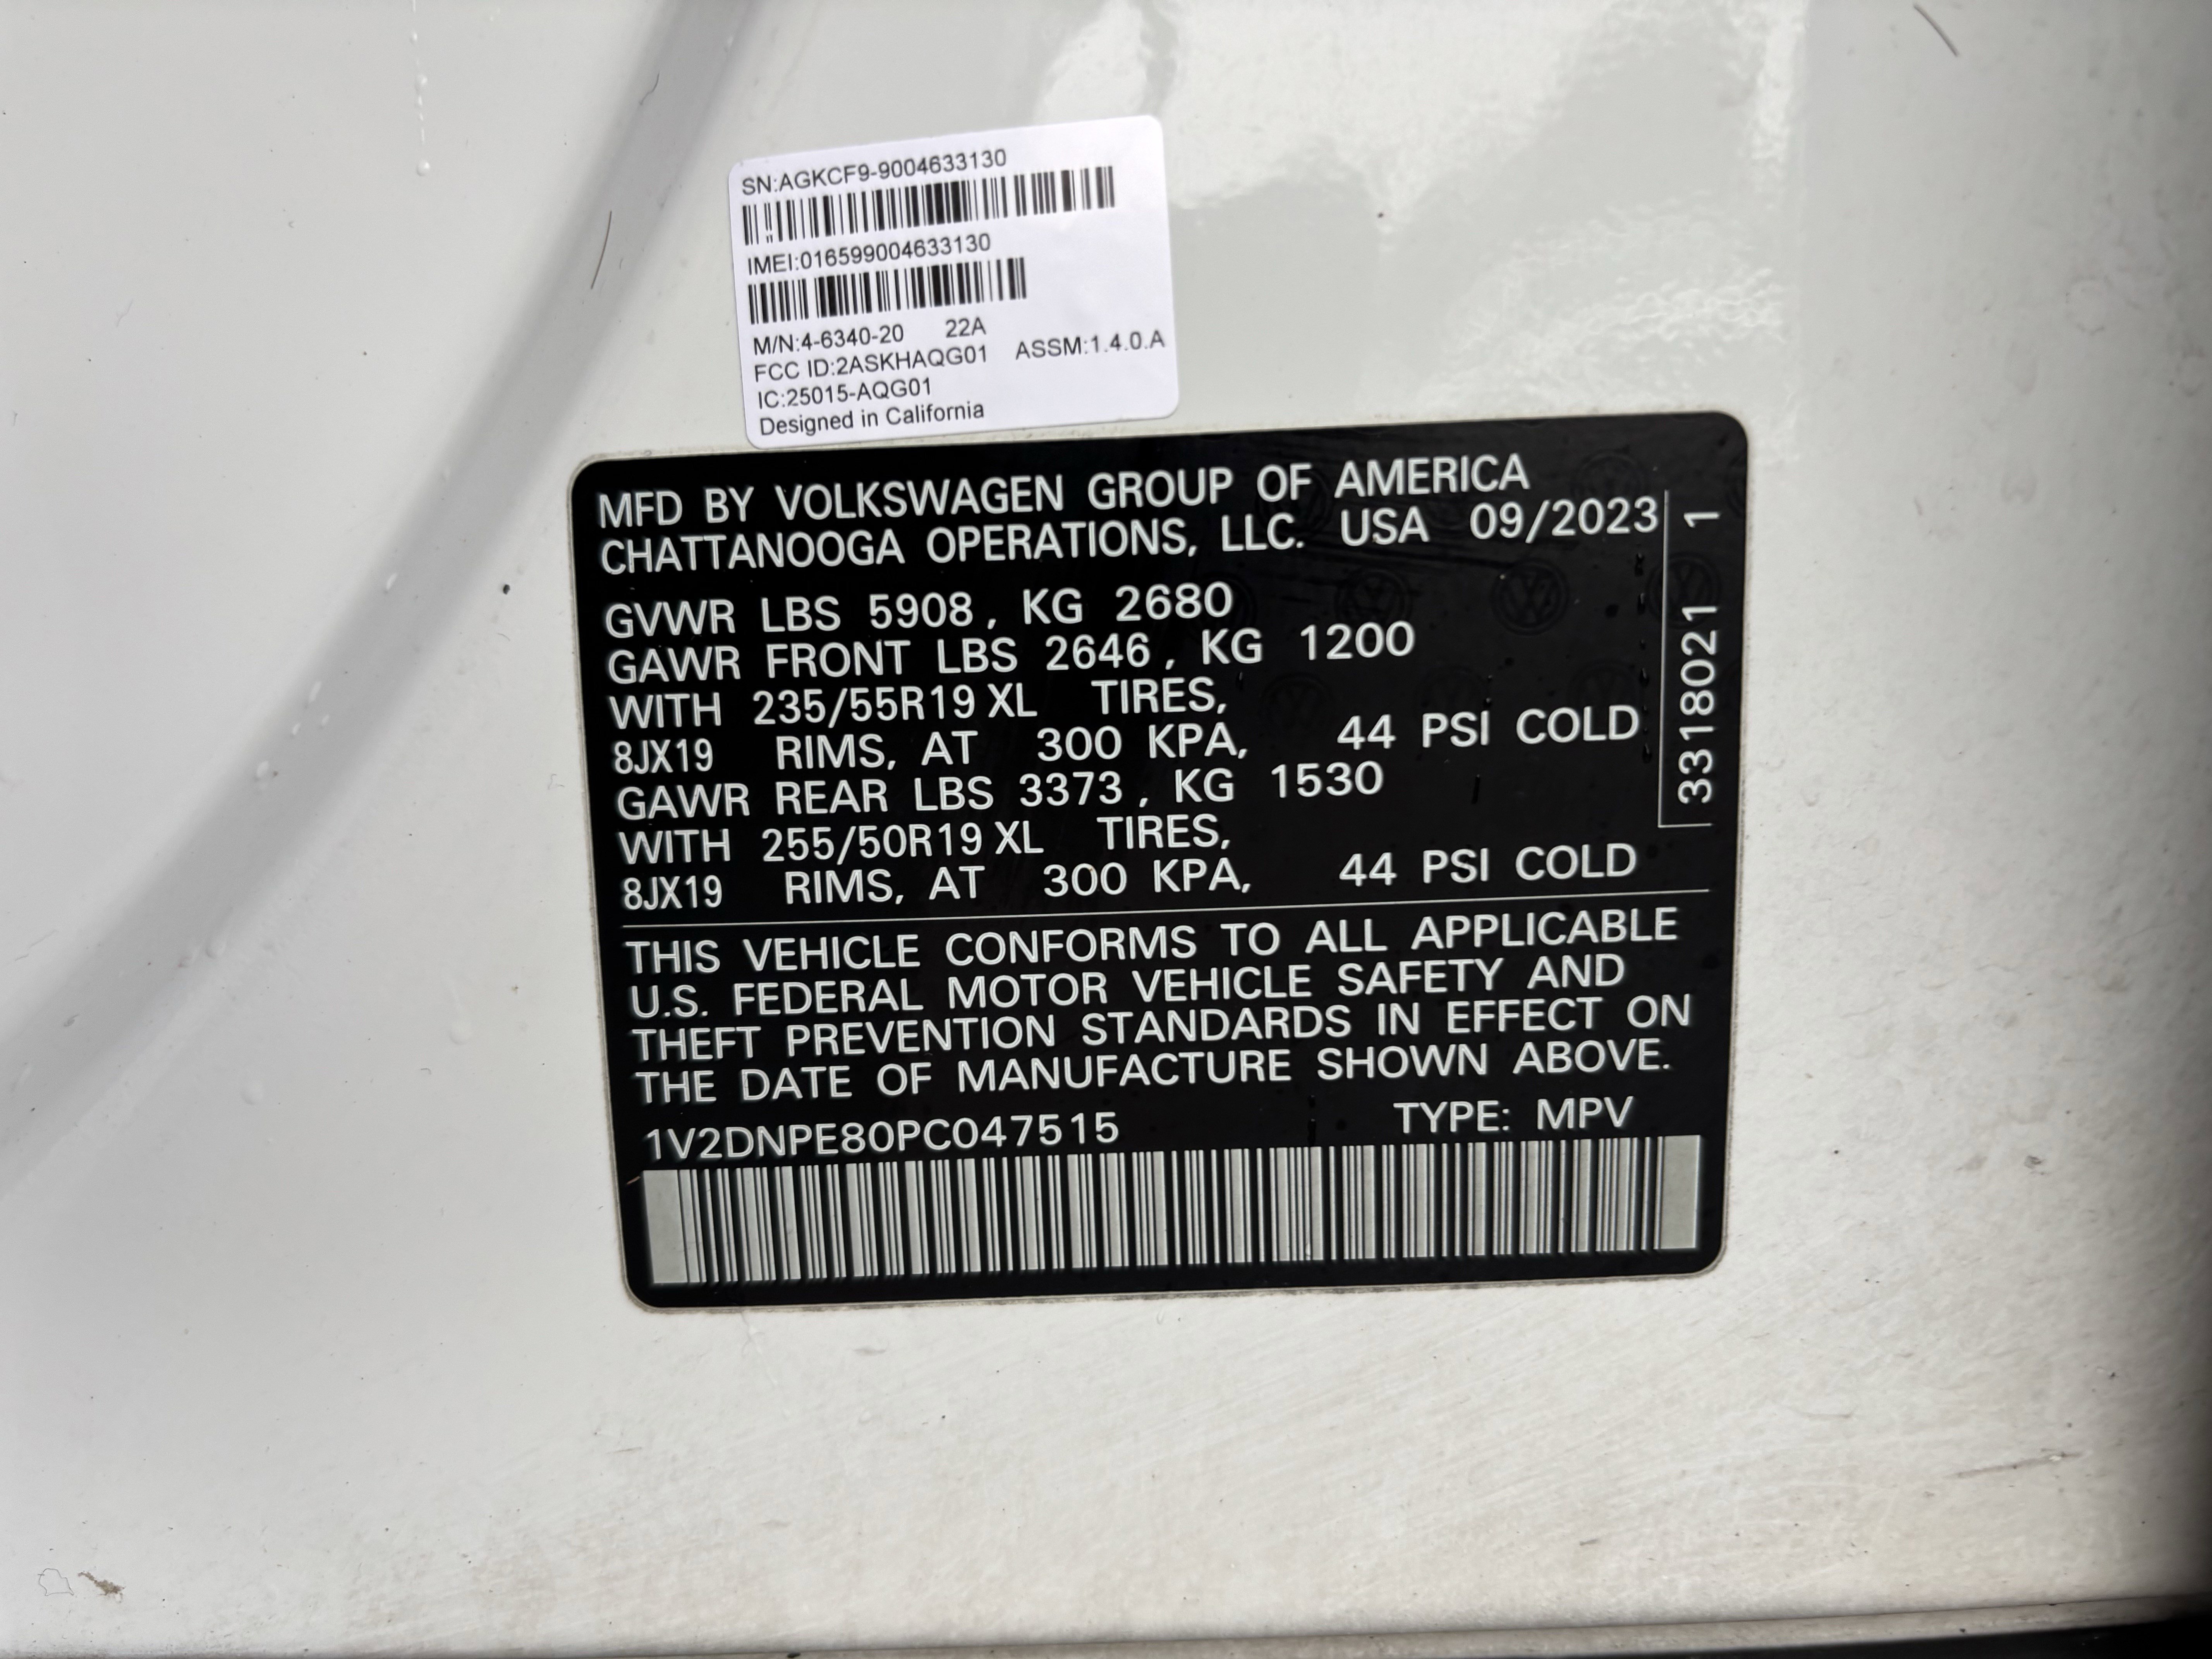 SN:AGKCF9-9004633130
IMEI:016599004633130
M/N:4-6340-20 22A
FCC ID:2ASKHAQG01 ASSM:1.4.0.A
IC:25015-AQG01
Designed in California
MFD BY VOLKSWAGEN GROUP OF AMERICA
CHATTANOOGA OPERATIONS, LLC. USA 09/2023
GVWR LBS 5908, KG 2680
GAWR FRONT LBS 2646, KG 1200
WITH 235/55R19 XL TIRES,
8JX19 RIMS, AT 300 KPA, 44 PSI COLD
GAWR REAR LBS 3373, KG 1530
WITH 255/50R19 XL TIRES,
8JX19 RIMS, AT 300 KPA, 44 PSI COLD
3318021 1
THIS VEHICLE CONFORMS TO ALL APPLICABLE
U.S. FEDERAL MOTOR VEHICLE SAFETY AND
THEFT PREVENTION STANDARDS IN EFFECT ON
THE DATE OF MANUFACTURE SHOWN ABOVE.
1V2DNPE80PC047515 TYPE: MPV